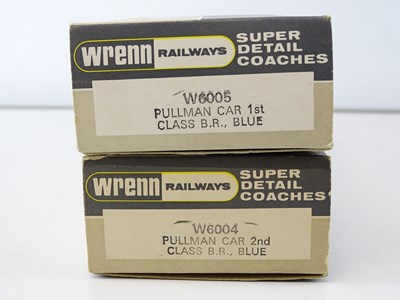 wrenn RAILWAYS
SUPER
DETAIL
COACHES
W6005
PULLMAN CAR 1st
CLASS B.R., BLUE
wrenn RAILWAYS
SUPER
DETAIL
COACHES
W6004
PULLMAN CAR 2nd
CLASS B.R., BLUE